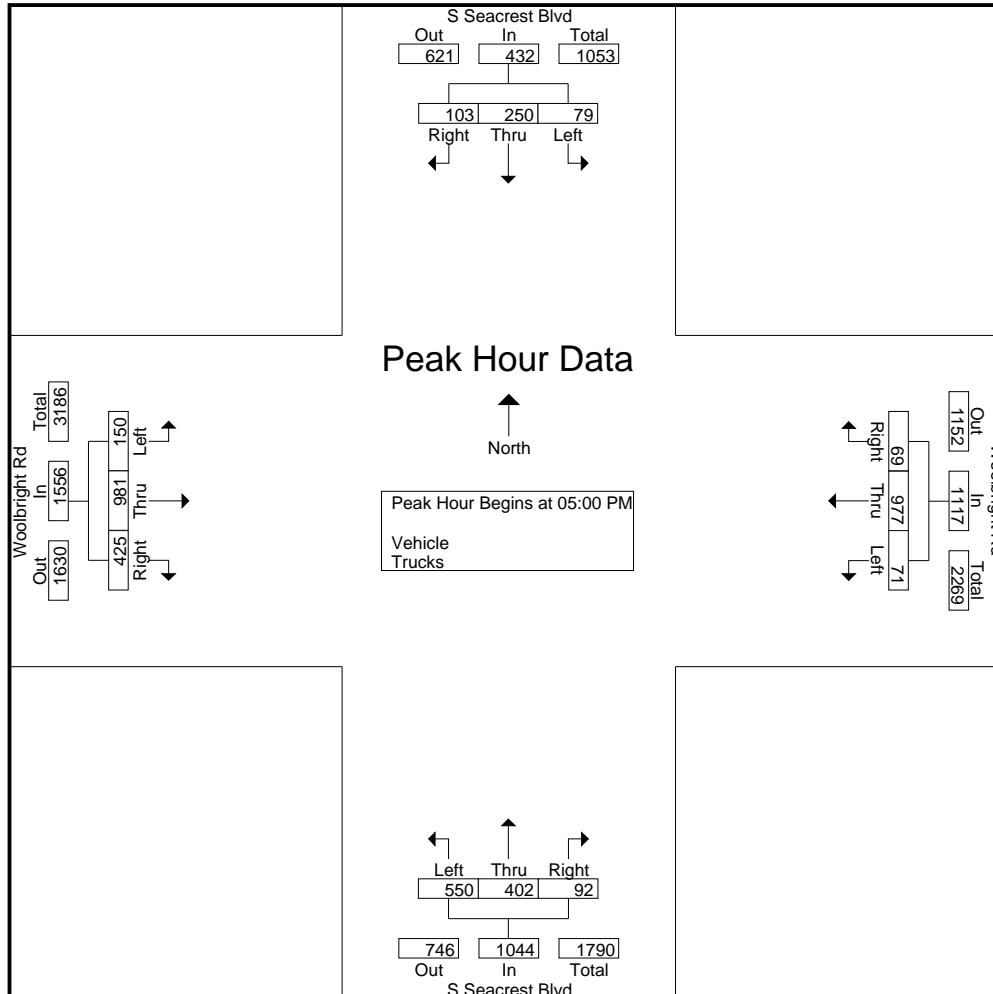 S Seacrest Blvd
Out In Total
621 432 1053
103 250 79
Right Thru Left
Peak Hour Data
North
Peak Hour Begins at 05:00 PM
Vehicle
Trucks
Woolbright Rd
Total In Out
3186 1556 1630
150 981 425
Left Thru Right
Out In Total
1152 1117 2269
69 977 71
Right Thru Left
Left Thru Right
550 402 92
746 1044 1790
Out In Total
S Seacrest Blvd